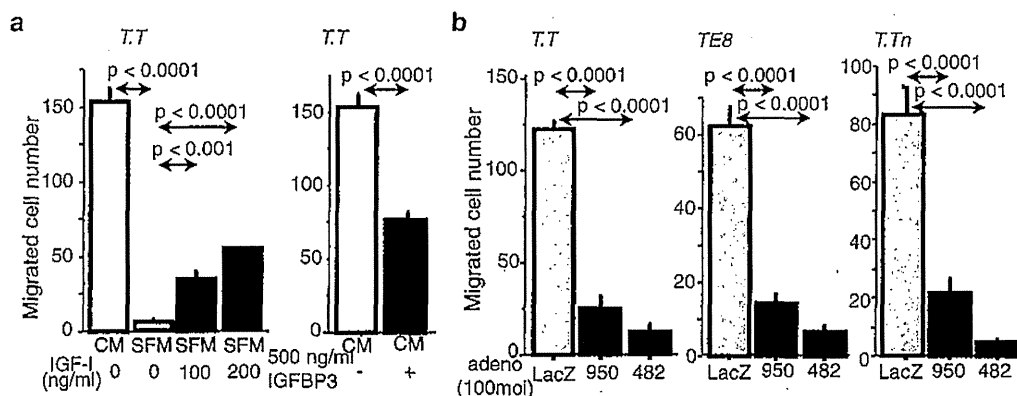 a
T.T
p < 0.0001
p < 0.0001
p < 0.001
Migrated cell number
150
100
50
0
CM SFM SFM SFM
IGF-I (ng/ml) 0 0 100 200
T.T
p < 0.0001
150
100
50
0
CM CM
500 ng/ml IGFBP3 - +
b
T.T
p < 0.0001
p < 0.0001
Migrated cell number
150
100
50
0
adeno (100moi) LacZ 950 482
TE8
p < 0.0001
p < 0.0001
60
40
20
0
LacZ 950 482
T.Tn
p < 0.0001
p < 0.0001
100
80
60
40
20
0
LacZ 950 482